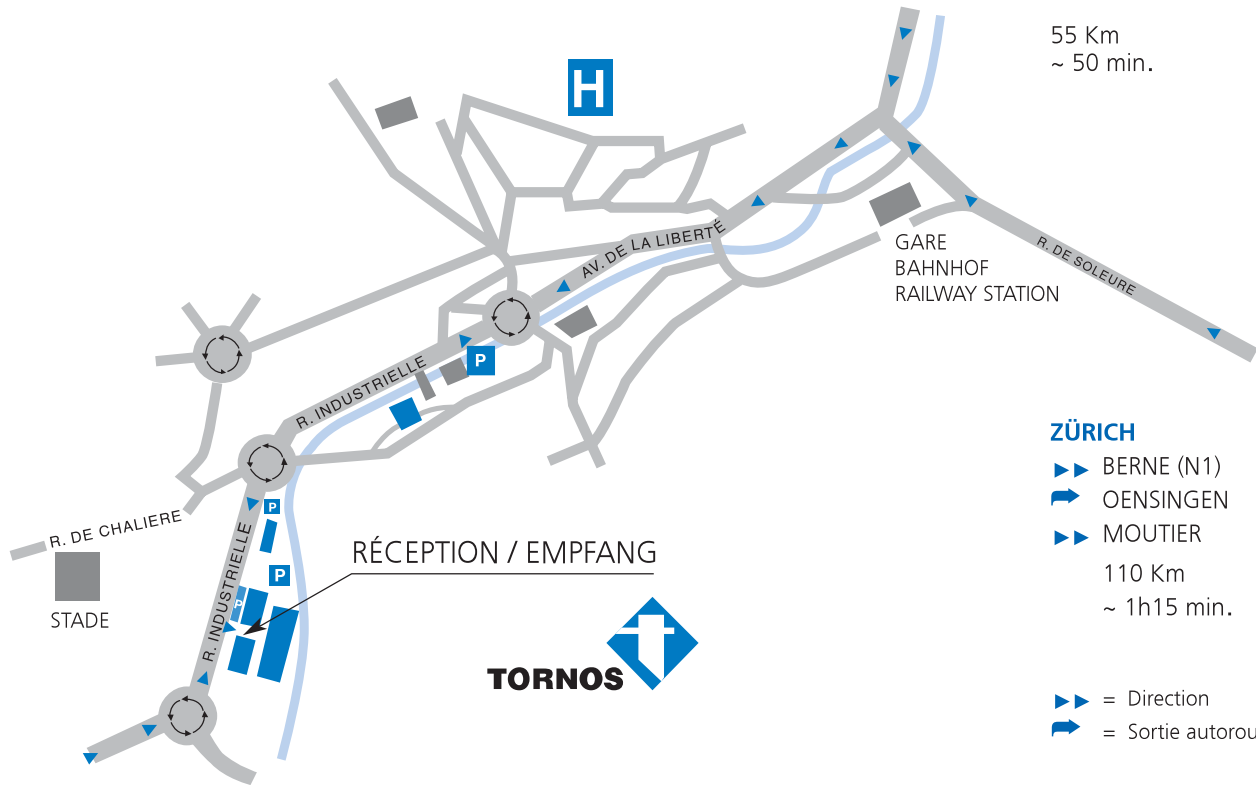 55 Km
~ 50 min.
H
AV. DE LA LIBERTÉ
GARE
BAHNHOF
RAILWAY STATION
R. DE SOLEURE
P
R. INDUSTRIELLE
ZÜRICH
BERNE (N1)
OENSINGEN
MOUTIER
110 Km
~ 1h15 min.
R. DE CHALIERE
P
RÉCEPTION / EMPFANG
P
P
STADE
R. INDUSTRIELLE
TORNOS
= Direction
= Sortie autorou